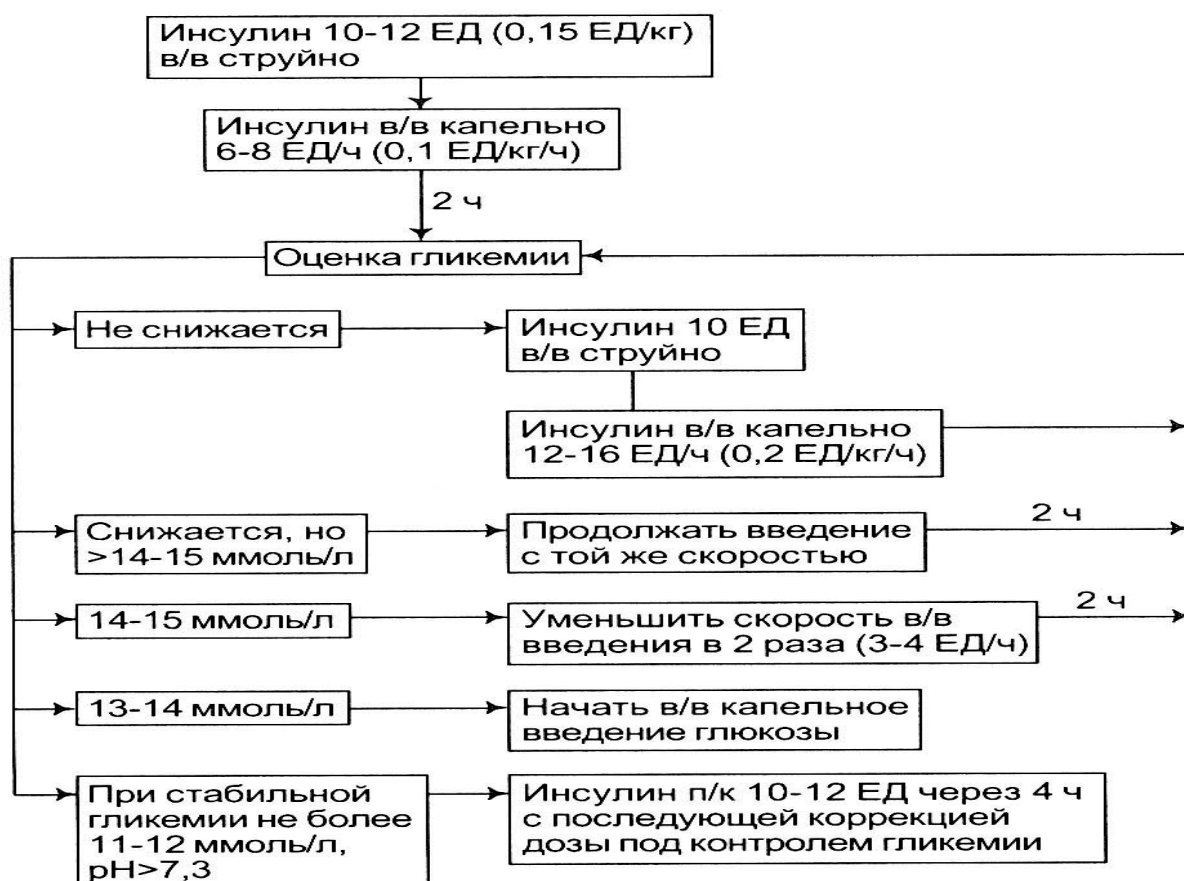 Инсулин 10-12 ЕД (0,15 ЕД/кг)
в/в струйно
Инсулин в/в капельно
6-8 ЕД/ч (0,1 ЕД/кг/ч)
2 ч
Оценка гликемии
Не снижается
Инсулин 10 ЕД
в/в струйно
Инсулин в/в капельно
12-16 ЕД/ч (0,2 ЕД/кг/ч)
Снижается, но
>14-15 ммоль/л
Продолжать введение
с той же скоростью
2 ч
14-15 ммоль/л
Уменьшить скорость в/в
введения в 2 раза (3-4 ЕД/ч)
2 ч
13-14 ммоль/л
Начать в/в капельное
введение глюкозы
При стабильной
гликемии не более
11-12 ммоль/л,
pH>7,3
Инсулин п/к 10-12 ЕД через 4 ч
с последующей коррекцией
дозы под контролем гликемии